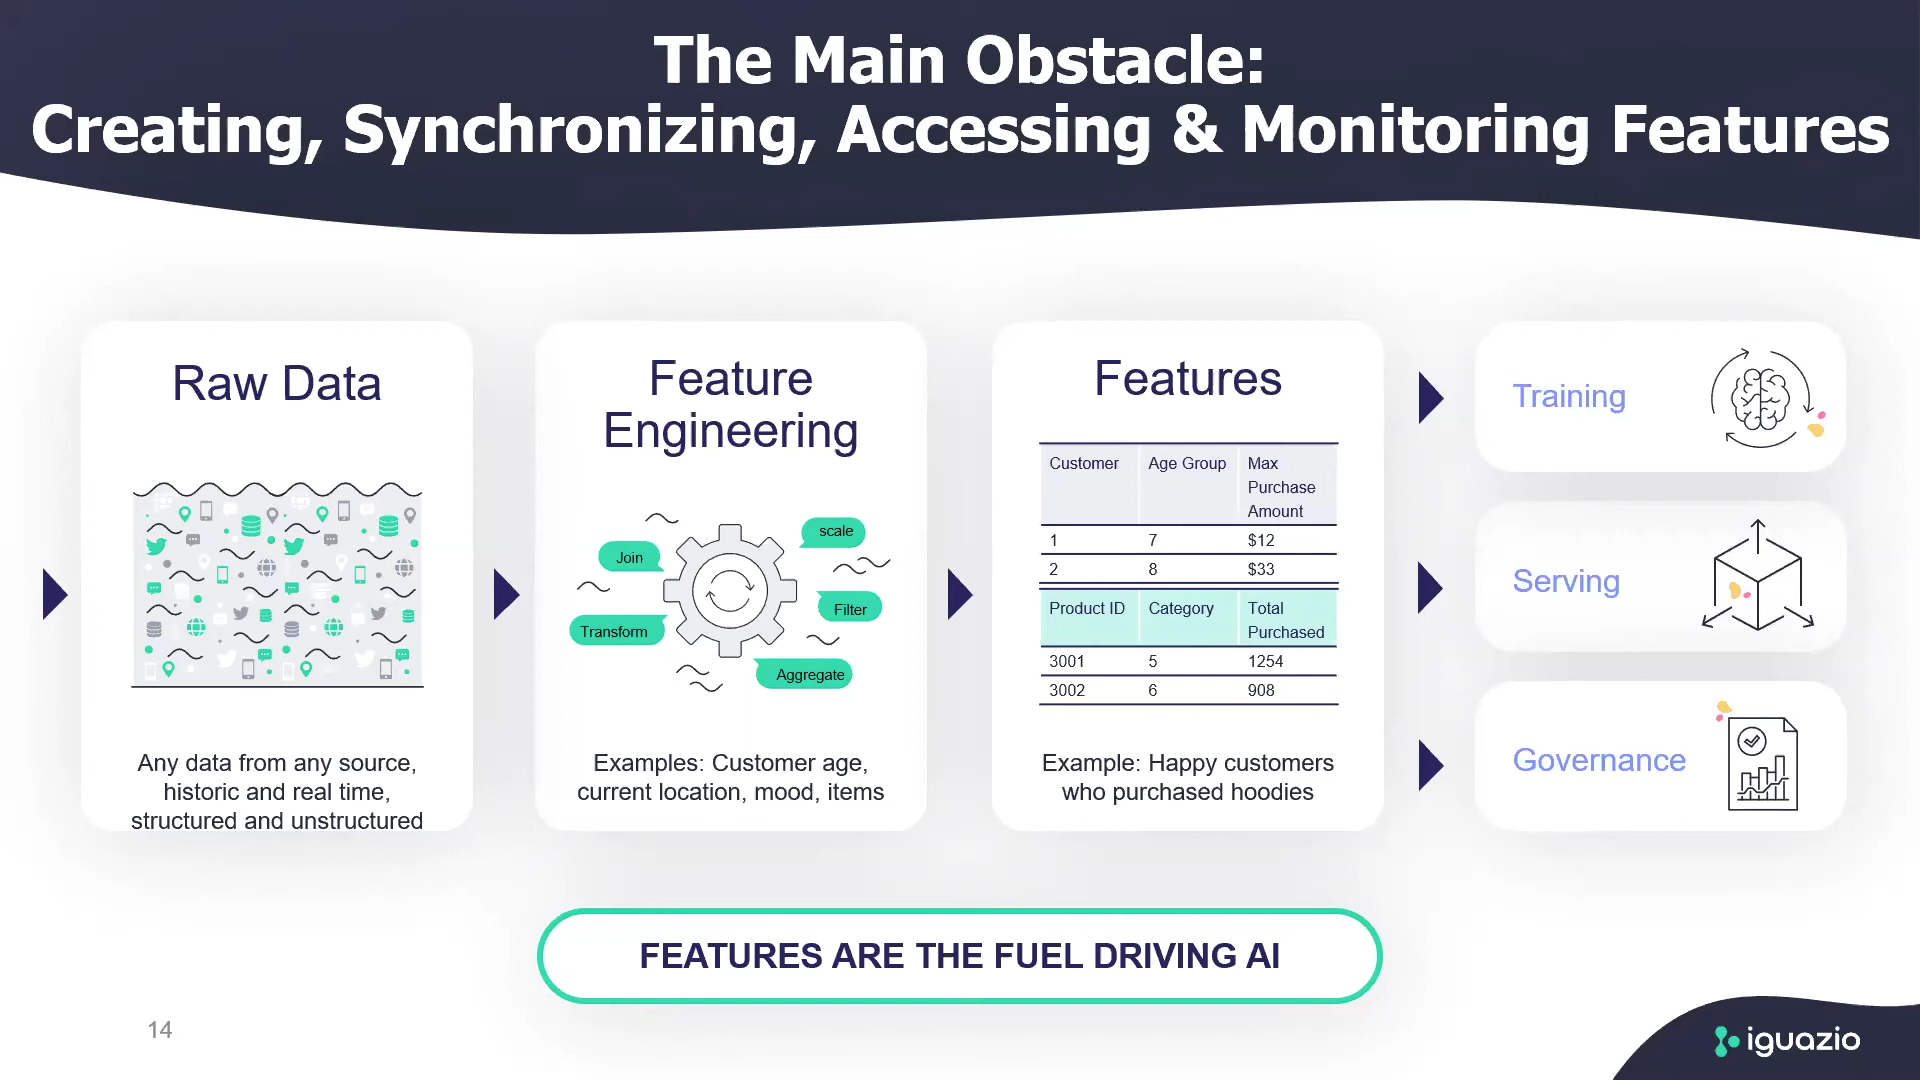 The Main Obstacle:
Creating, Synchronizing, Accessing & Monitoring Features
Raw Data
Any data from any source,
historic and real time,
structured and unstructured
Feature
Engineering
Join
scale
Filter
Transform
Aggregate
Examples: Customer age,
current location, mood, items
Features
Customer Age Group Max Purchase Amount
1 7 $12
2 8 $33
Product ID Category Total Purchased
3001 5 1254
3002 6 908
Example: Happy customers
who purchased hoodies
Training
Serving
Governance
FEATURES ARE THE FUEL DRIVING AI
14
iguazio